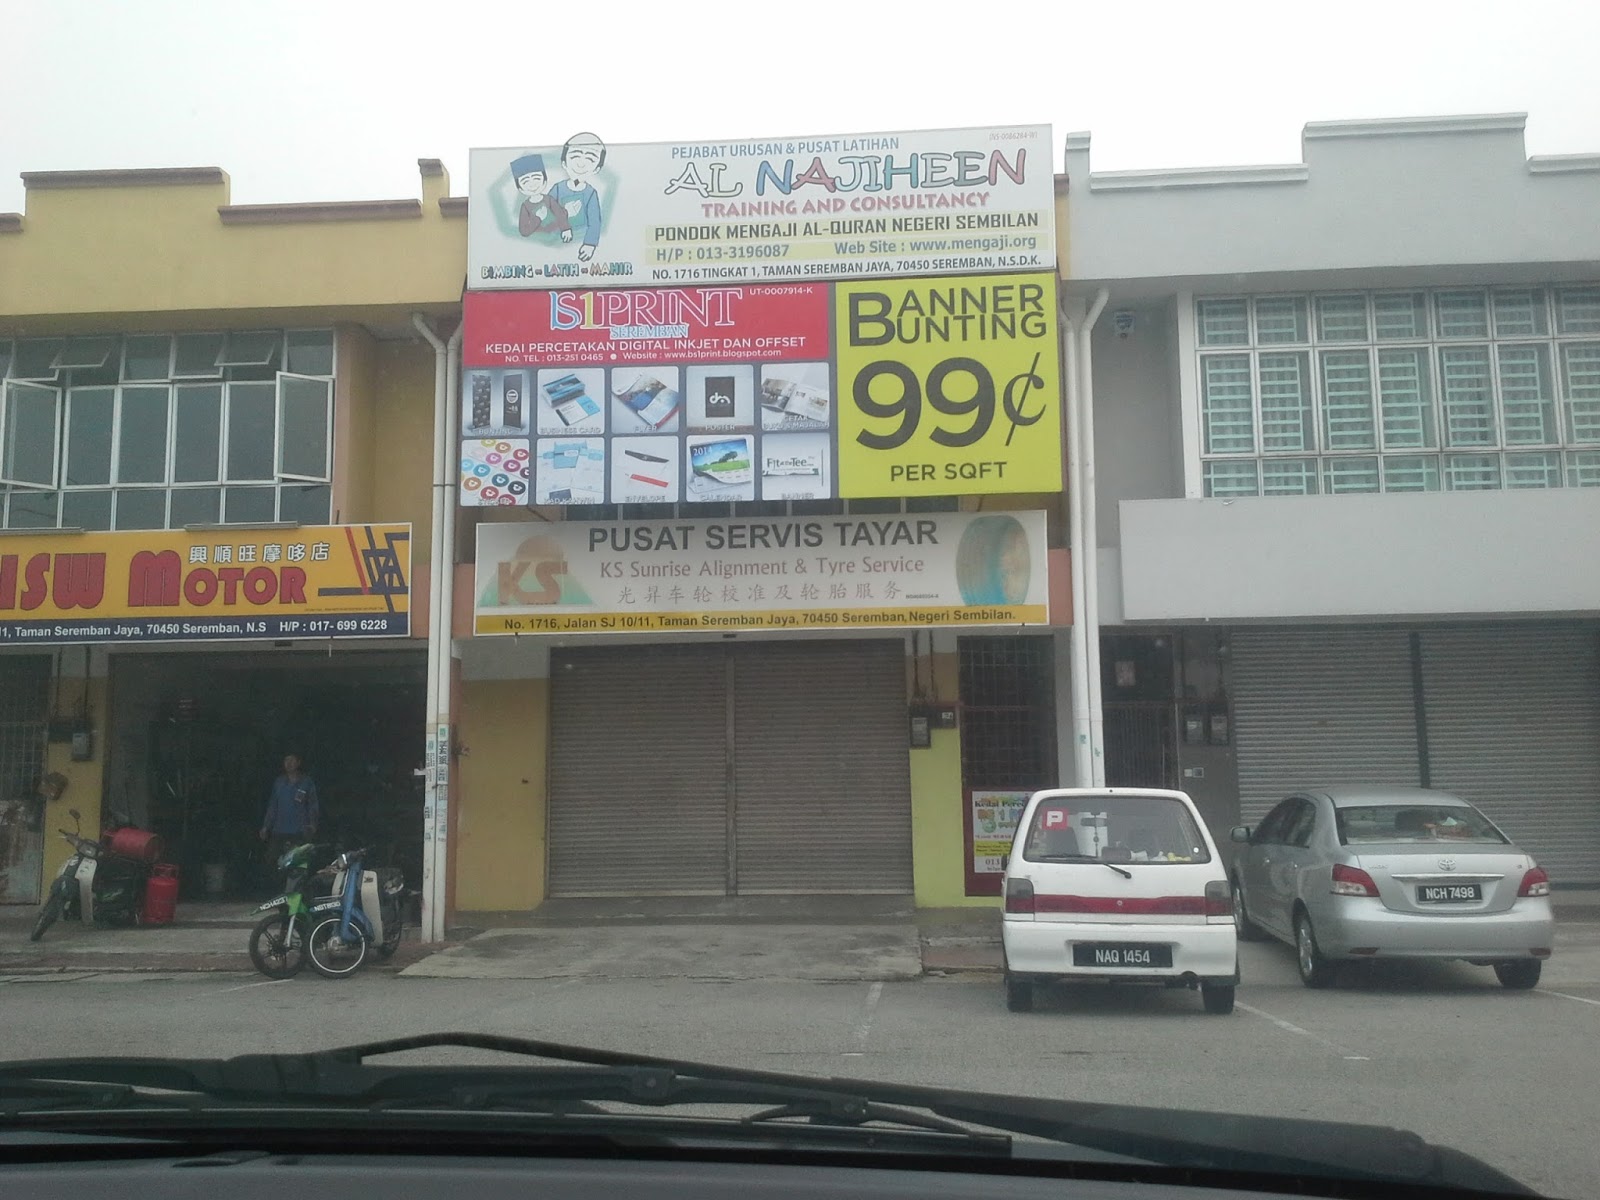 PEJABAT URUSAN & PUSAT LATIHAN
AL NAJIHEEN
TRAINING AND CONSULTANCY
PONDOK MENGAJI AL-QURAN NEGERI SEMBILAN
H/P : 013-3196087 Web Site : www.mengaji.org
BIMBING - LATIH - MAHIR
NO. 1716 TINGKAT 1, TAMAN SEREMBAN JAYA, 70450 SEREMBAN, N.S.D.K.
BS1PRINT UT-0007914-K
SEREMBAN
KEDAI PERCETAKAN DIGITAL INKJET DAN OFFSET
NO. TEL : 013-251 0465 ● Website : www.bs1print.blogspot.com
BUNTING
BUSINESS CARD
FLYER
POSTER
2014
ENVELOPE
CALENDAR
BANNER
BANNER
BUNTING
99¢
PER SQFT
PUSAT SERVIS TAYAR
KS
KS Sunrise Alignment & Tyre Service
光昇车轮校准及轮胎服务
No. 1716, Jalan SJ 10/11, Taman Seremban Jaya, 70450 Seremban, Negeri Sembilan.
興順旺摩哆店
HSW MOTOR
Taman Seremban Jaya, 70450 Seremban, N.S H/P : 017- 699 6228
P
NAQ 1454
NCH 7498